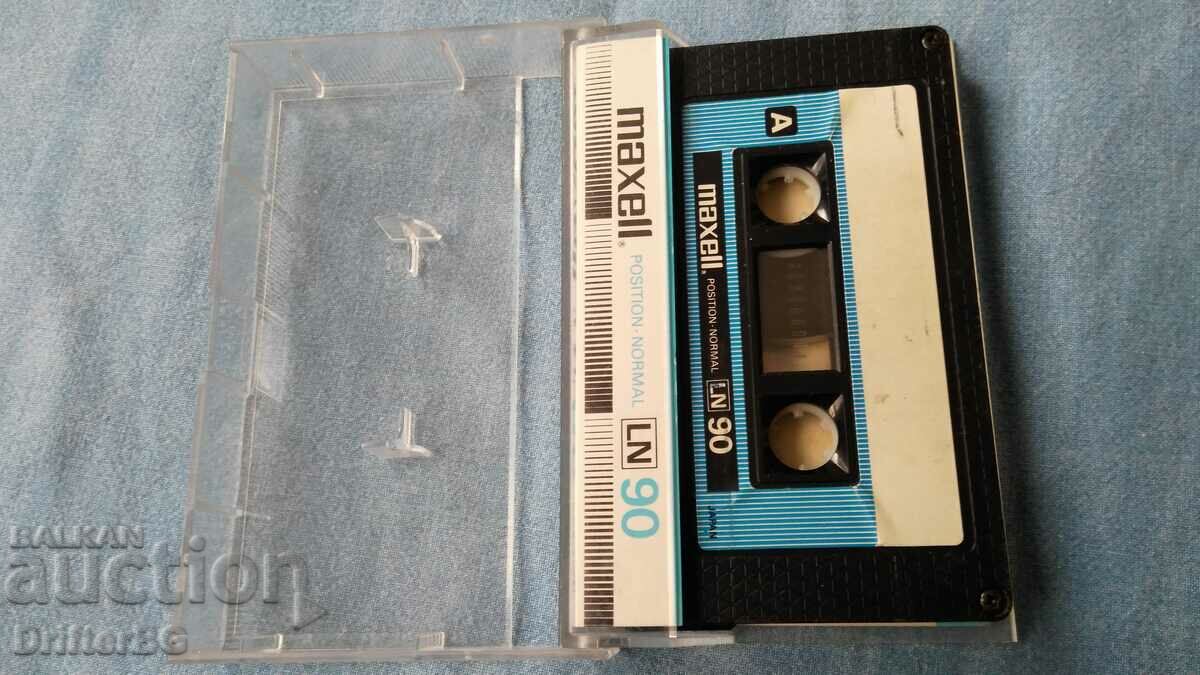 maxell® POSITION·NORMAL LN 90
A
maxell® POSITION·NORMAL LN 90
JAPAN
BALKAN
auction
DrifterBG